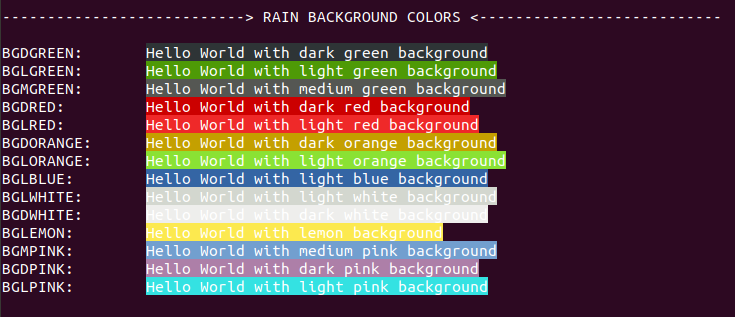 ---------------------------> RAIN BACKGROUND COLORS <---------------------------
BGDGREEN: Hello World with dark green background
BGLGREEN: Hello World with light green background
BGMGREEN: Hello World with medium green background
BGDRED: Hello World with dark red background
BGLRED: Hello World with light red background
BGDORANGE: Hello World with dark orange background
BGLORANGE: Hello World with light orange background
BGLBLUE: Hello World with light blue background
BGLWHITE: Hello World with light white background
BGDWHITE: Hello World with dark white background
BGLEMON: Hello World with lemon background
BGMPINK: Hello World with medium pink background
BGDPINK: Hello World with dark pink background
BGLPINK: Hello World with light pink background